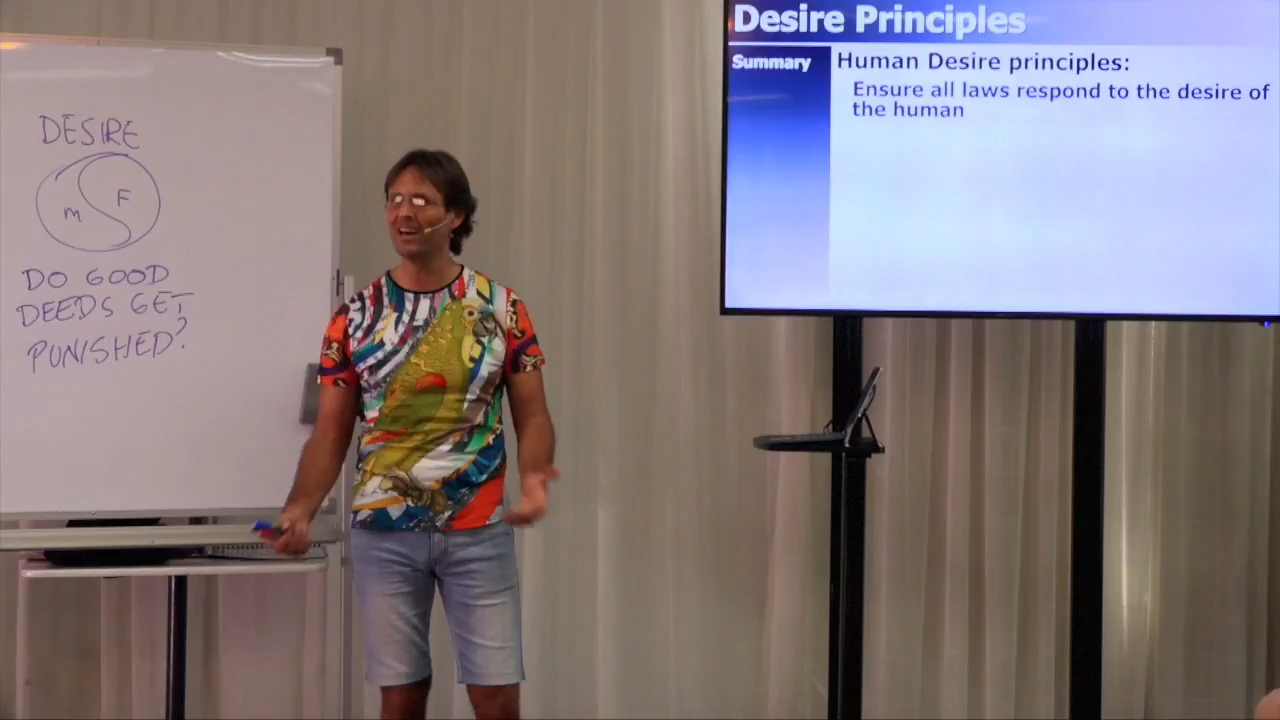 DESIRE
M F
DO GOOD
DEEDS GET
PUNISHED?
Desire Principles
Summary
Human Desire principles:
Ensure all laws respond to the desire of
the human